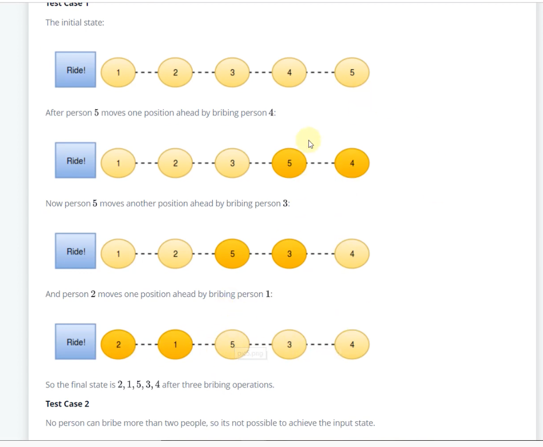 Test Case 1
The initial state:
Ride! 1 2 3 4 5
After person 5 moves one position ahead by bribing person 4:
Ride! 1 2 3 5 4
Now person 5 moves another position ahead by bribing person 3:
Ride! 1 2 5 3 4
And person 2 moves one position ahead by bribing person 1:
Ride! 2 1 5 3 4
So the final state is 2, 1, 5, 3, 4 after three bribing operations.
Test Case 2
No person can bribe more than two people, so its not possible to achieve the input state.